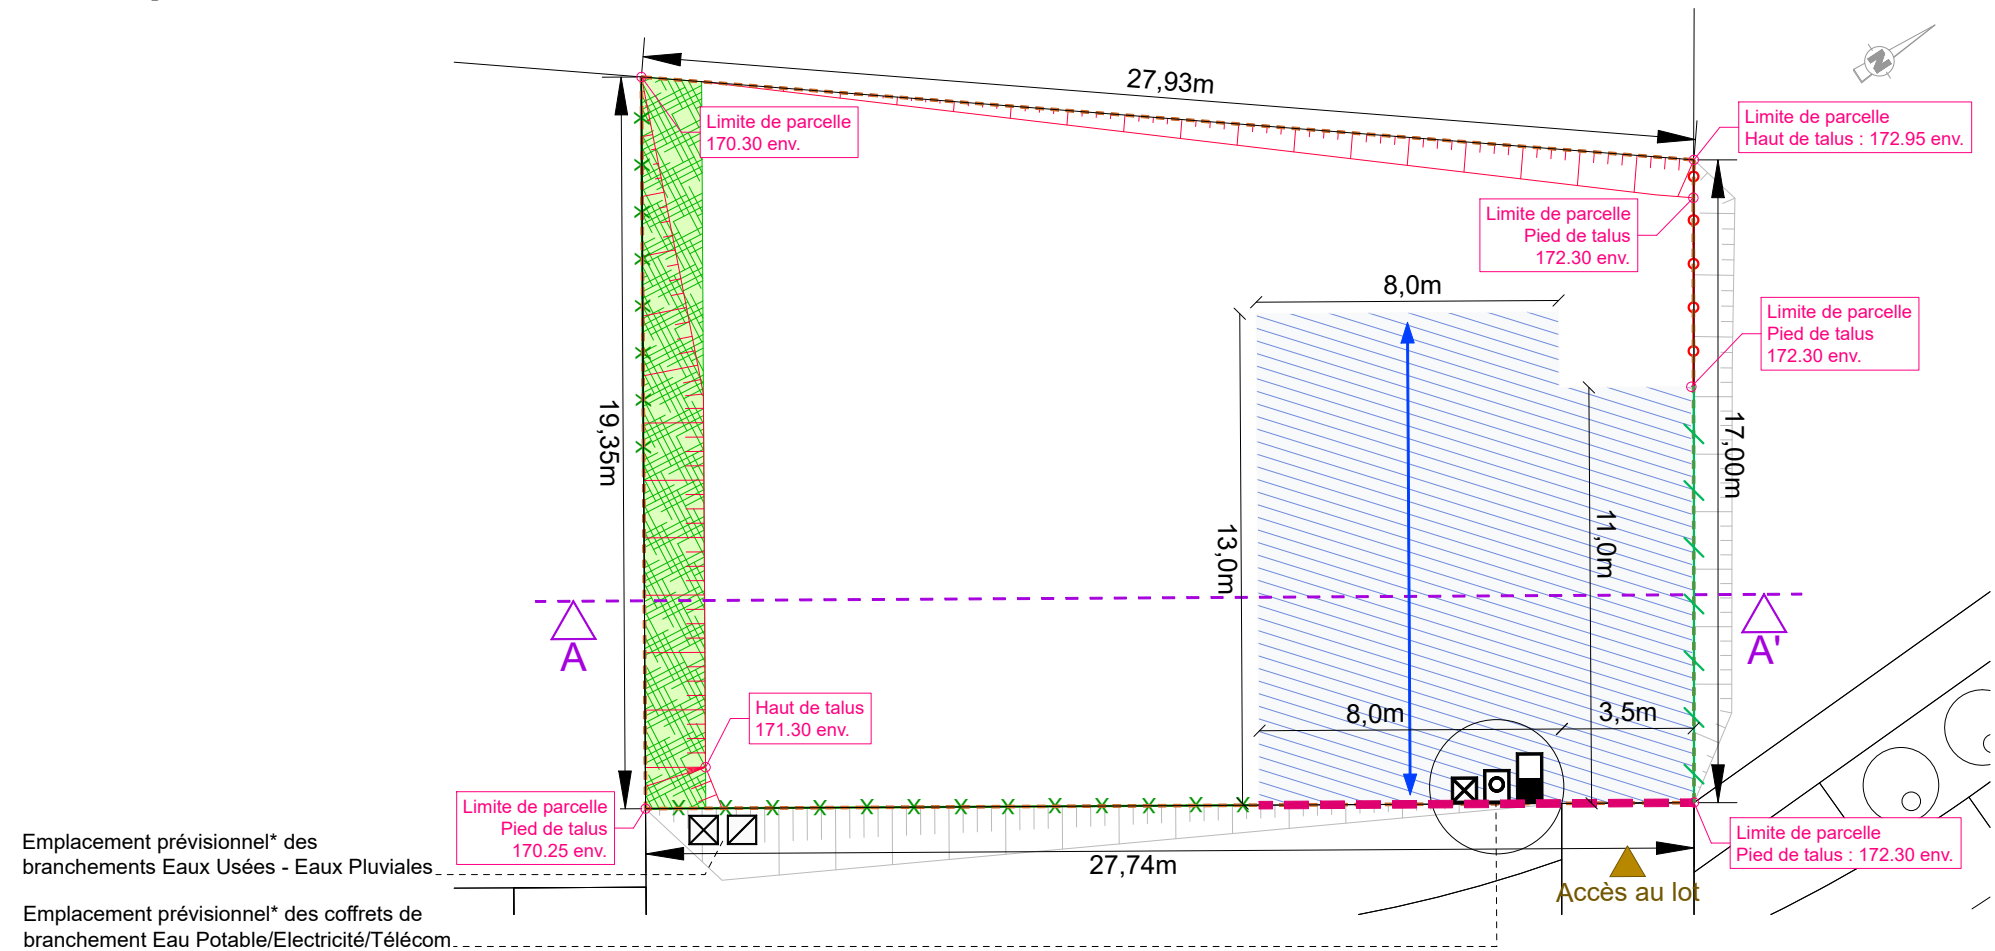 27,93m
N
Limite de parcelle
170.30 env.
Limite de parcelle
Haut de talus : 172.95 env.
Limite de parcelle
Pied de talus
172.30 env.
8,0m
Limite de parcelle
Pied de talus
172.30 env.
19,35m
17,00m
13,0m
11,0m
A
A'
Haut de talus
171.30 env.
8,0m
3,5m
Limite de parcelle
Pied de talus
170.25 env.
Limite de parcelle
Pied de talus : 172.30 env.
27,74m
Accès au lot
Emplacement prévisionnel* des
branchements Eaux Usées - Eaux Pluviales
Emplacement prévisionnel* des coffrets de
branchement Eau Potable/Electricité/Télécom